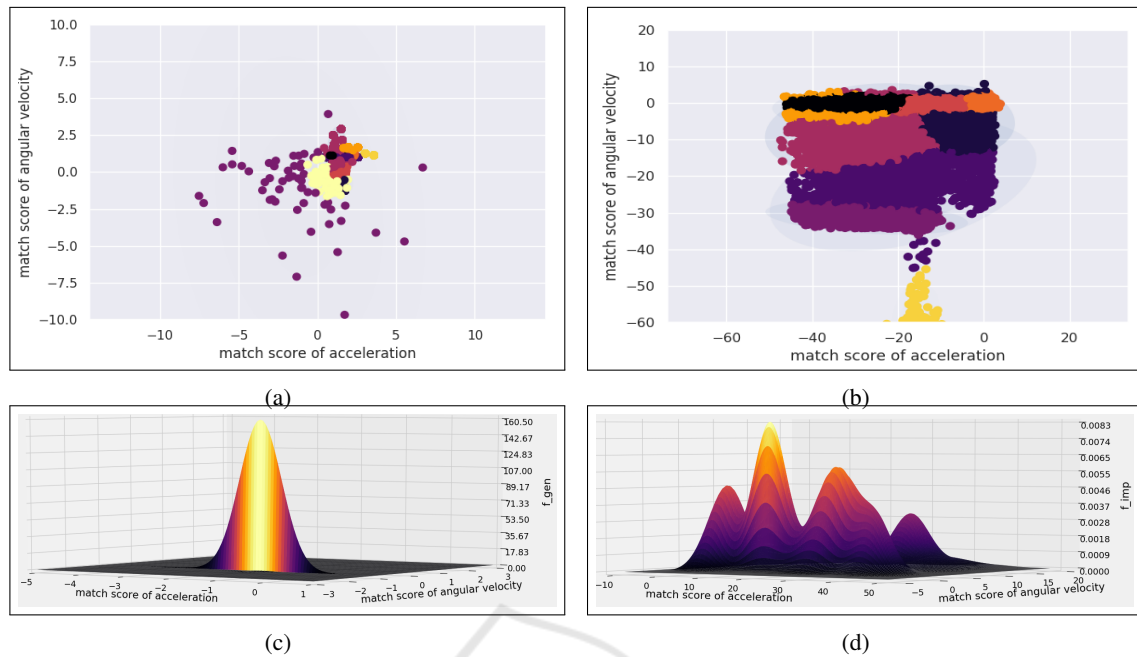 10.0
7.5
5.0
2.5
0.0
−2.5
−5.0
−7.5
−10.0
match score of angular velocity
−10 −5 0 5 10
match score of acceleration
(a)
20
10
0
−10
−20
−30
−40
−50
−60
match score of angular velocity
−60 −40 −20 0 20
match score of acceleration
(b)
160.50
142.67
124.83
107.00
89.17
71.33
53.50
35.67
17.83
0.00
f_gen
−5 −4 −3 −2 −1 0 1
match score of acceleration
−3 −2 −1 0 1 2 3
match score of angular velocity
(c)
0.0083
0.0074
0.0065
0.0055
0.0046
0.0037
0.0028
0.0018
0.0009
0.0000
f_imp
−10 0 10 20 30 40 50
match score of acceleration
−5 0 5 10 15 20
match score of angular velocity
(d)